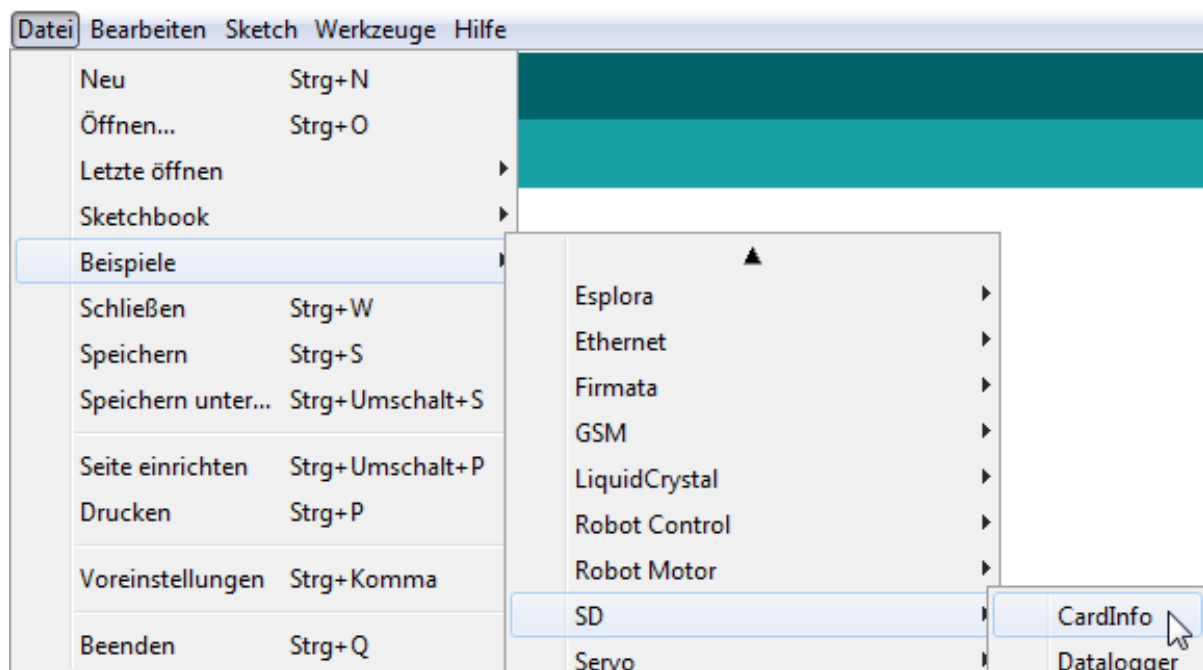 Datei Bearbeiten Sketch Werkzeuge Hilfe
Neu Strg+N
Öffnen... Strg+O
Letzte öffnen
Sketchbook
Beispiele
Schließen Strg+W
Speichern Strg+S
Speichern unter... Strg+Umschalt+S
Seite einrichten Strg+Umschalt+P
Drucken Strg+P
Voreinstellungen Strg+Komma
Beenden Strg+Q
Esplora
Ethernet
Firmata
GSM
LiquidCrystal
Robot Control
Robot Motor
SD
Servo
CardInfo
Datalogger